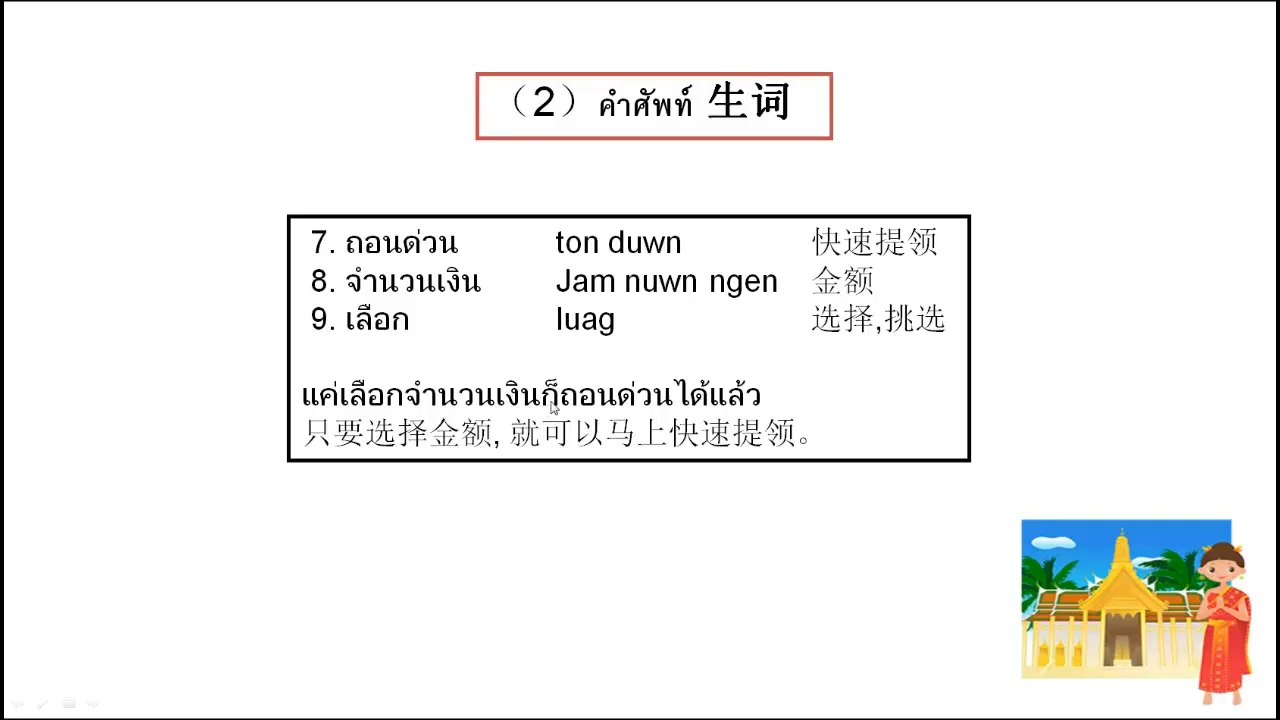 （2）คำศัพท์ 生词
7. ถอนด่วน ton duwn 快速提领
8. จำนวนเงิน Jam nuwn ngen 金额
9. เลือก luag 选择,挑选
แค่เลือกจำนวนเงินก็ถอนด่วนได้แล้ว
只要选择金额, 就可以马上快速提领。